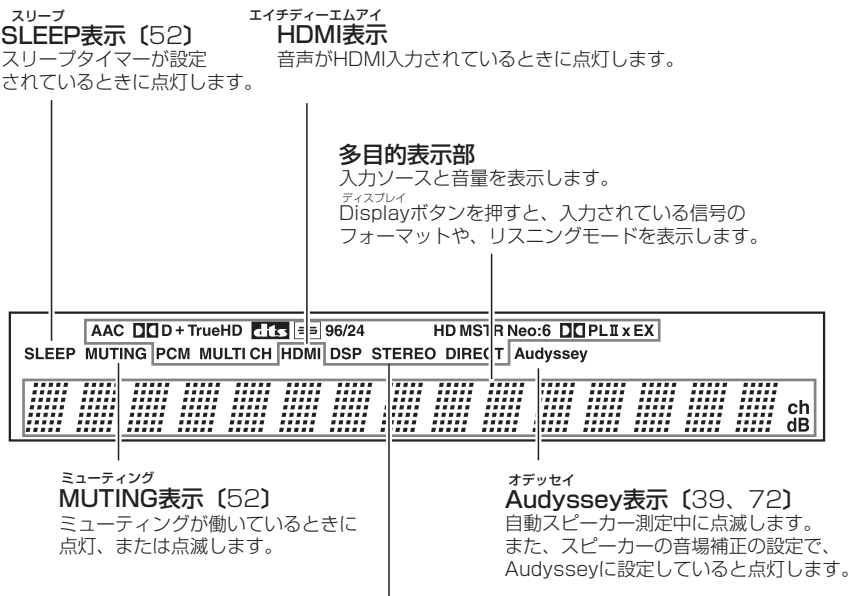 スリープ
SLEEP表示〔52〕
スリープタイマーが設定
されているときに点灯します。
エイチディーエムアイ
HDMI表示
音声がHDMI入力されているときに点灯します。
多目的表示部
入力ソースと音量を表示します。
ディスプレイ
Displayボタンを押すと、入力されている信号の
フォーマットや、リスニングモードを表示します。
AAC DD D+ TrueHD dts 96/24 HD MSTR Neo:6 DD PLⅡx EX
SLEEP MUTING PCM MULTI CH HDMI DSP STEREO DIRECT Audyssey
ch
dB
ミューティング
MUTING表示〔52〕
ミューティングが働いているときに
点灯、または点滅します。
オデッセイ
Audyssey表示〔39、72〕
自動スピーカー測定中に点滅します。
また、スピーカーの音場補正の設定で、
Audysseyに設定していると点灯します。